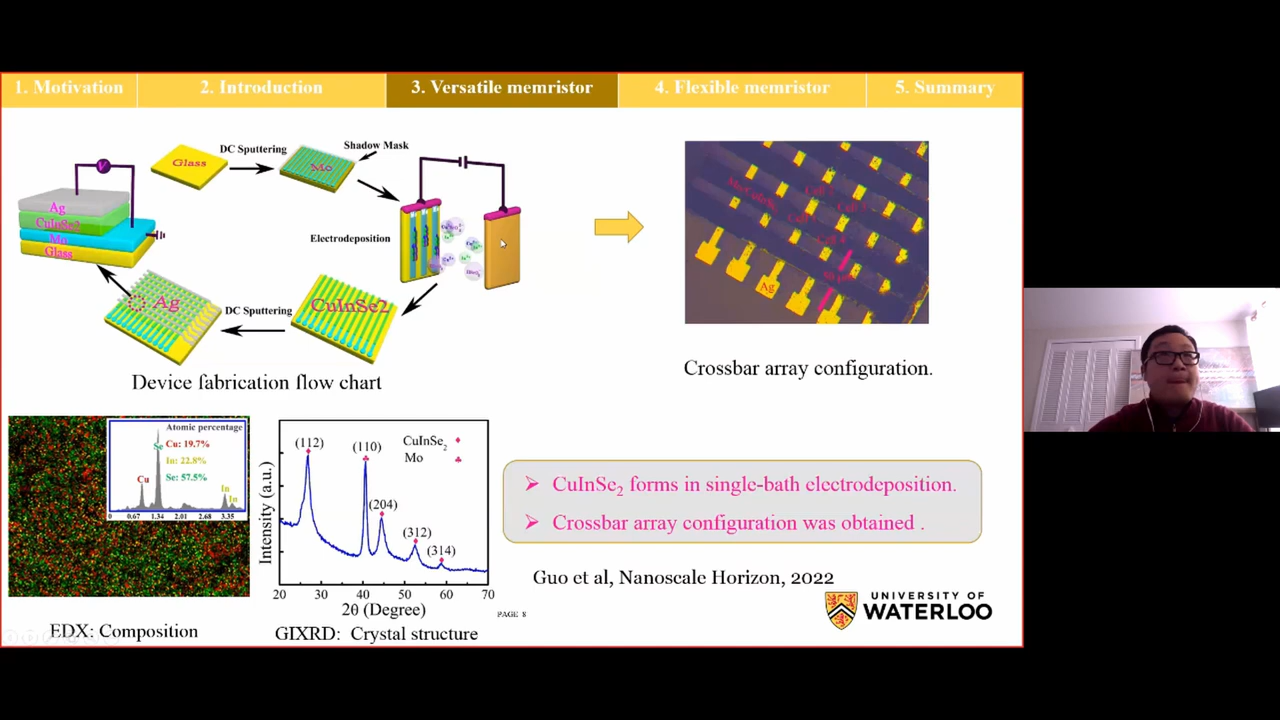 1. Motivation
2. Introduction
3. Versatile memristor
4. Flexible memristor
5. Summary
Glass
DC Sputtering
Mo
Shadow Mask
V
Ag
CuInSe2
Mo
Glass
Electrodeposition
Ag
DC Sputtering
CuInSe2
Device fabrication flow chart
Ag
Crossbar array configuration.
Atomic percentage
Cu: 19.7%
In: 22.8%
Se: 57.5%
Se
Cu
In
In
0 0.67 1.34 2.01 2.68 3.35
EDX: Composition
Intensity (a.u.)
(112)
(110)
(204)
(312)
(314)
CuInSe2
Mo
20 30 40 50 60 70
2θ (Degree)
GIXRD: Crystal structure
CuInSe2 forms in single-bath electrodeposition.
Crossbar array configuration was obtained .
Guo et al, Nanoscale Horizon, 2022
PAGE 8
UNIVERSITY OF
WATERLOO